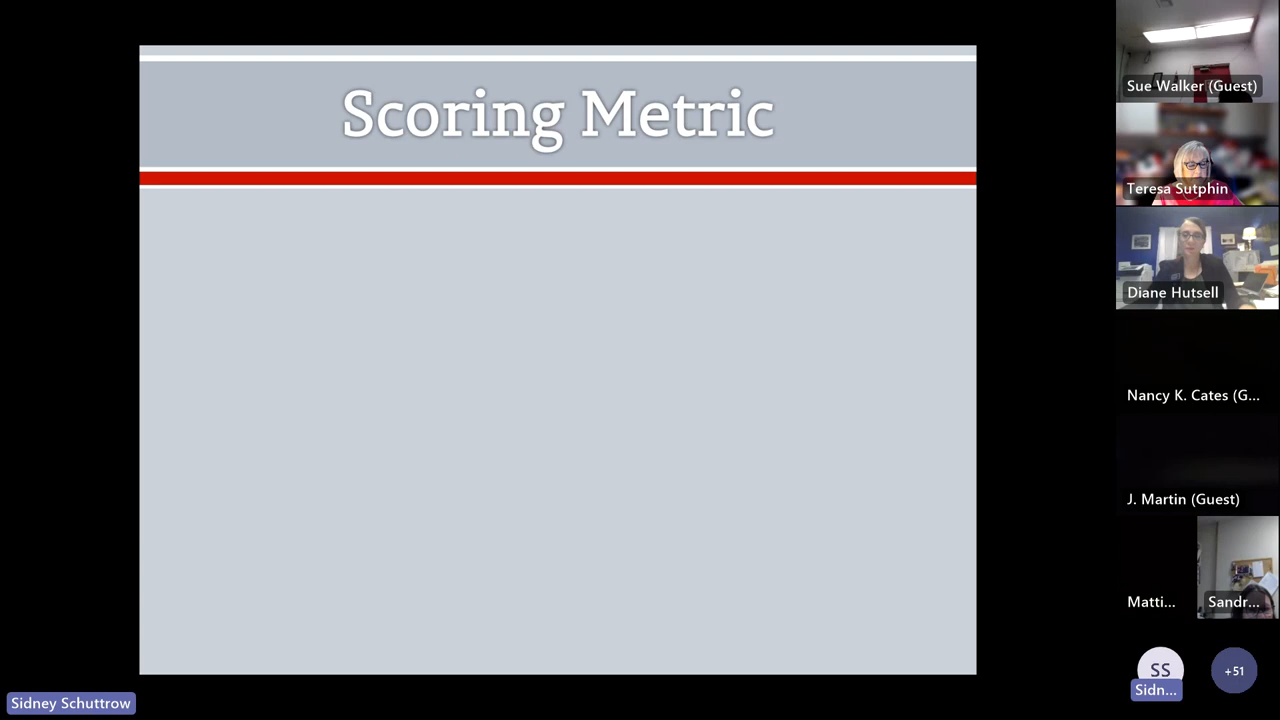 Scoring Metric
Sue Walker (Guest)
Teresa Sutphin
Diane Hutsell
Nancy K. Cates (G...
J. Martin (Guest)
Matti...
Sandr...
SS
Sidn...
+51
Sidney Schuttrow